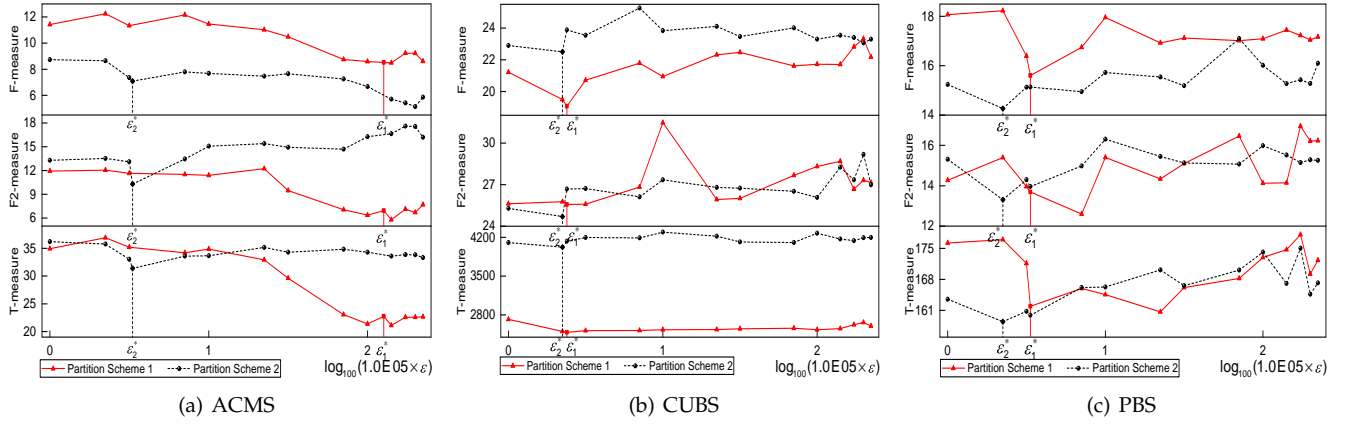 12
10
8
6
F-measure
ε₂*
ε₁*
18
15
12
9
6
F2-measure
ε₂*
ε₁*
35
30
25
20
T-measure
0
1
2
ε₂*
ε₁*
Partition Scheme 1
Partition Scheme 2
log₁₀₀(1.0E05×ε)
(a) ACMS
24
22
20
F-measure
ε₂*
ε₁*
30
27
24
F2-measure
ε₂*
ε₁*
4200
3500
2800
T-measure
0
1
2
ε₂*
ε₁*
Partition Scheme 1
Partition Scheme 2
log₁₀₀(1.0E05×ε)
(b) CUBS
18
16
14
F-measure
ε₂*
ε₁*
16
14
12
F2-measure
ε₂*
ε₁*
175
168
161
T-measure
0
1
2
ε₂*
ε₁*
Partition Scheme 1
Partition Scheme 2
log₁₀₀(1.0E05×ε)
(c) PBS